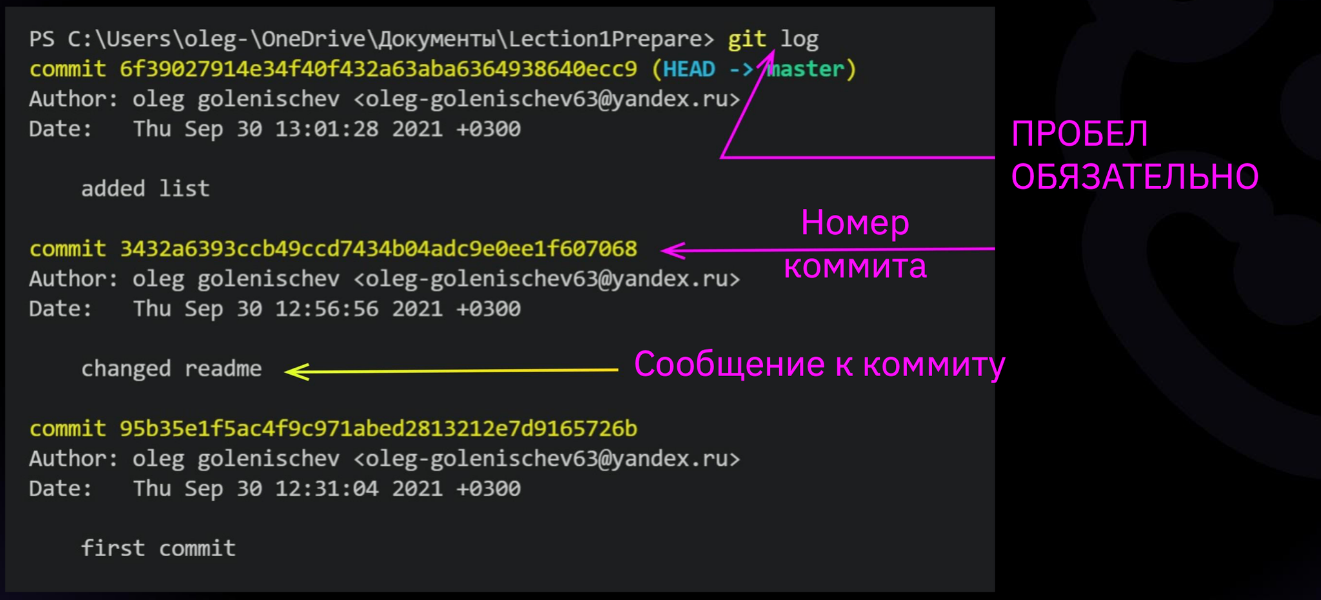 PS C:\Users\oleg-\OneDrive\Документы\Lection1Prepare> git log
commit 6f39027914e34f40f432a63aba6364938640ecc9 (HEAD -> master)
Author: oleg golenischev <oleg-golenischev63@yandex.ru>
Date:   Thu Sep 30 13:01:28 2021 +0300
ПРОБЕЛ
ОБЯЗАТЕЛЬНО
added list
Номер
commit 3432a6393ccb49ccd7434b04adc9e0ee1f607068
коммита
Author: oleg golenischev <oleg-golenischev63@yandex.ru>
Date:   Thu Sep 30 12:56:56 2021 +0300
changed readme
Сообщение к коммиту
commit 95b35e1f5ac4f9c971abed2813212e7d9165726b
Author: oleg golenischev <oleg-golenischev63@yandex.ru>
Date:   Thu Sep 30 12:31:04 2021 +0300
first commit